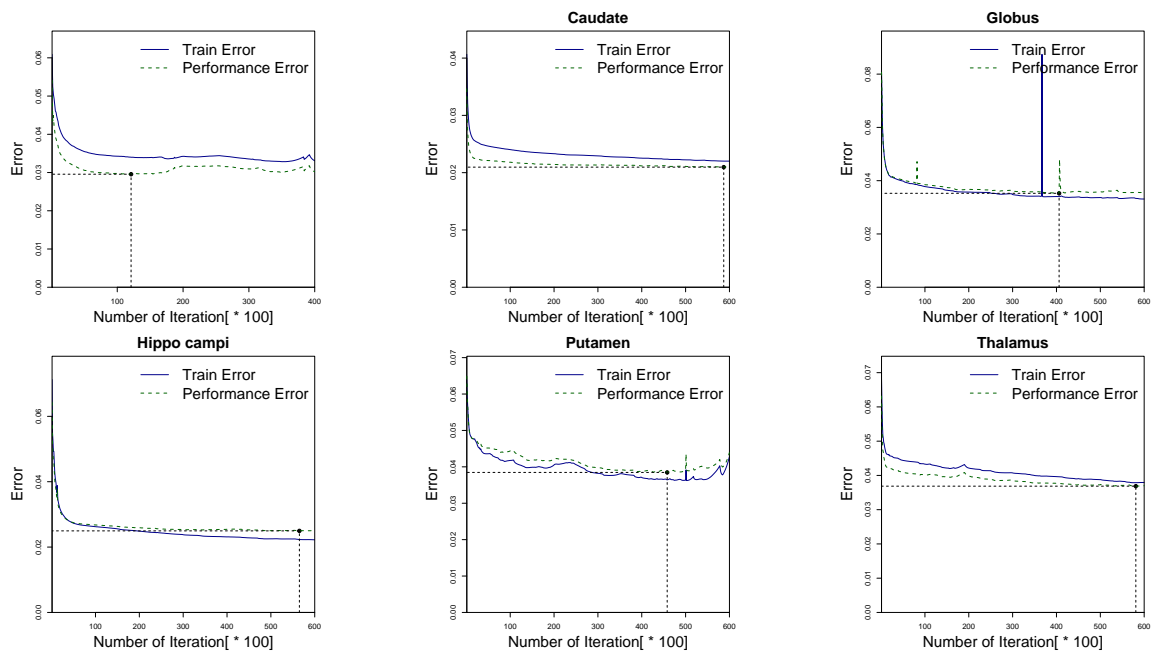 Train Error
Performance Error
Error
0.00 0.01 0.02 0.03 0.04 0.05 0.06
100 200 300 400
Number of Iteration[ * 100]
Caudate
Train Error
Performance Error
Error
0.00 0.01 0.02 0.03 0.04
100 200 300 400 500 600
Number of Iteration[ * 100]
Globus
Train Error
Performance Error
Error
0.00 0.02 0.04 0.06 0.08
100 200 300 400 500 600
Number of Iteration[ * 100]
Hippo campi
Train Error
Performance Error
Error
0.00 0.02 0.04 0.06
100 200 300 400 500 600
Number of Iteration[ * 100]
Putamen
Train Error
Performance Error
Error
0.00 0.01 0.02 0.03 0.04 0.05 0.06 0.07
100 200 300 400 500 600
Number of Iteration[ * 100]
Thalamus
Train Error
Performance Error
Error
0.00 0.01 0.02 0.03 0.04 0.05 0.06 0.07
100 200 300 400 500 600
Number of Iteration[ * 100]